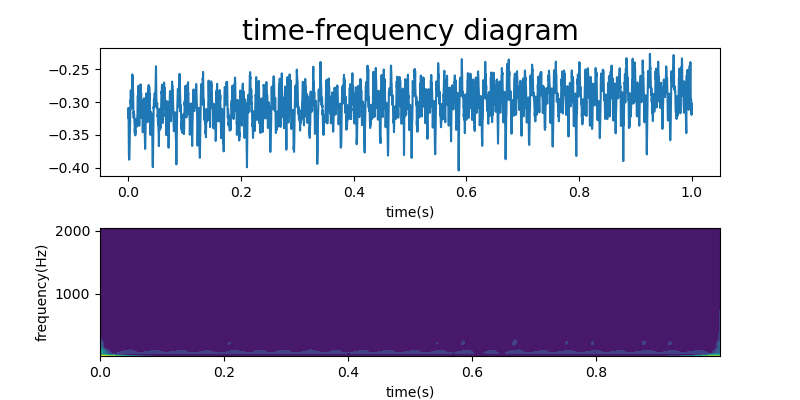 time-frequency diagram
−0.25
−0.30
−0.35
−0.40
0.0 0.2 0.4 0.6 0.8 1.0
time(s)
2000
1000
frequency(Hz)
0.0 0.2 0.4 0.6 0.8
time(s)